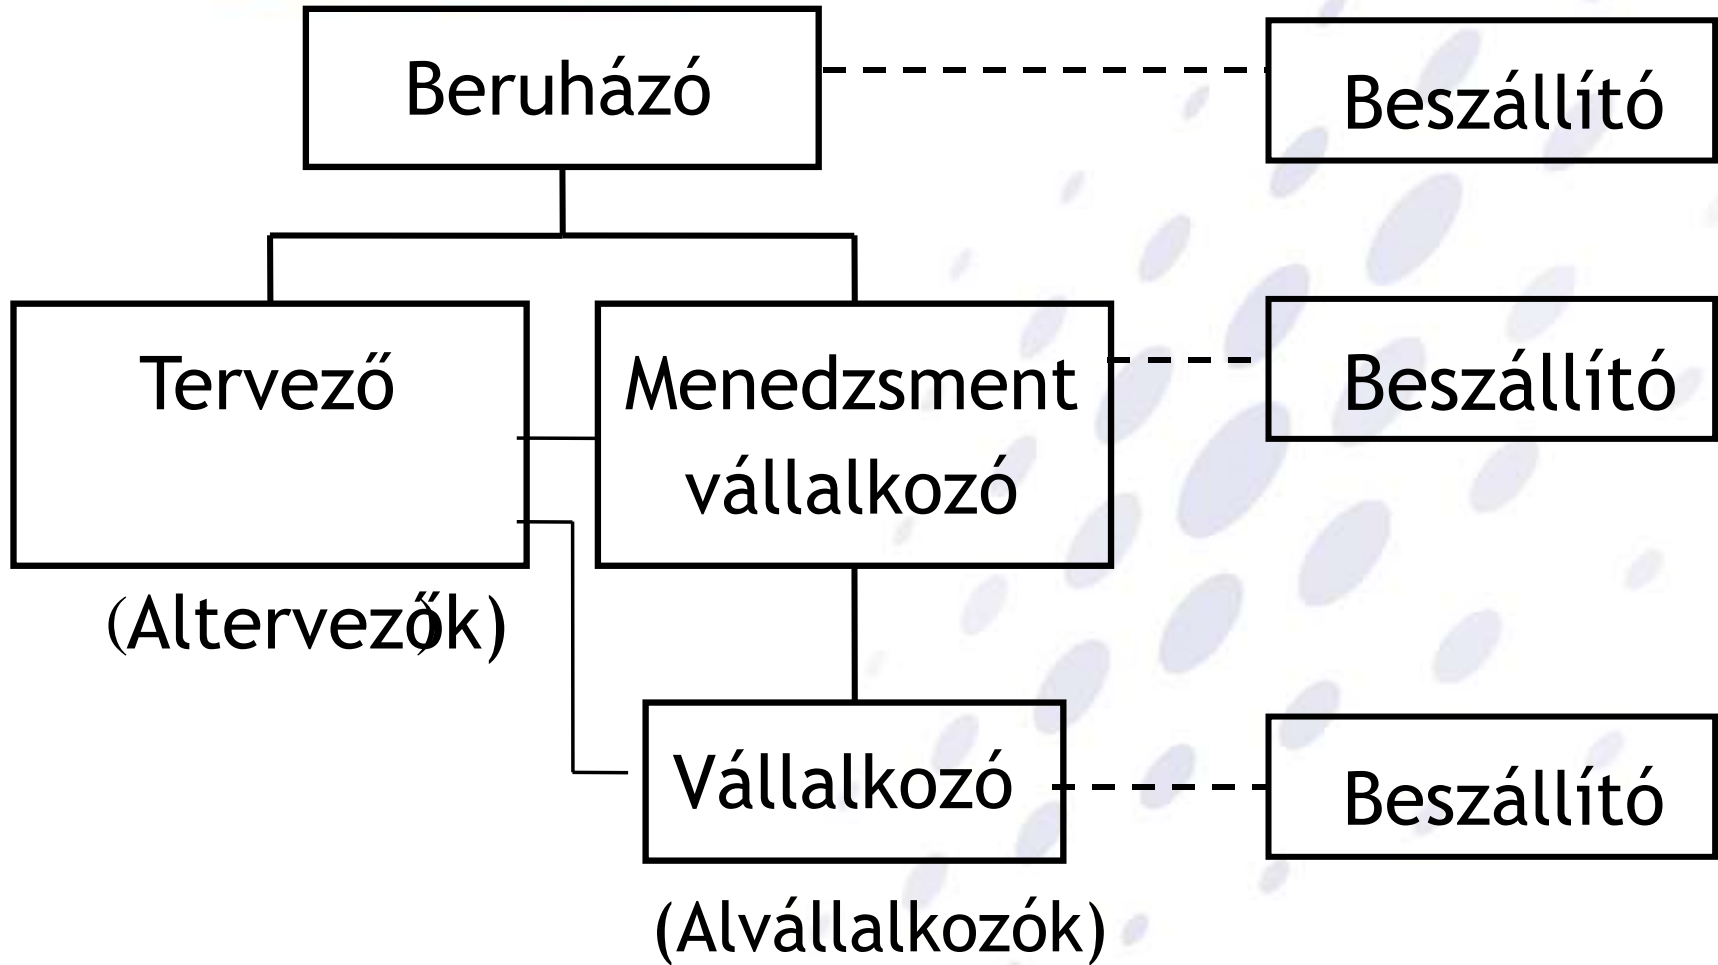 Beruházó
Beszállító
Tervező
Menedzsment
vállalkozó
Beszállító
(Altervezők)
Vállalkozó
Beszállító
(Alvállalkozók)